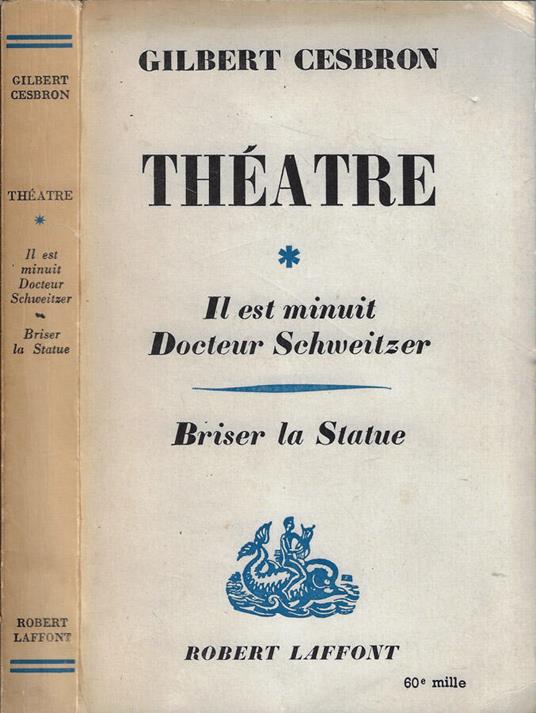 GILBERT
CESBRON
THÉATRE
*
Il est
minuit
Docteur
Schweitzer
Briser
la Statue
ROBERT
LAFFONT
GILBERT CESBRON
THÉATRE
*
Il est minuit
Docteur Schweitzer
Briser la Statue
ROBERT LAFFONT
60e mille